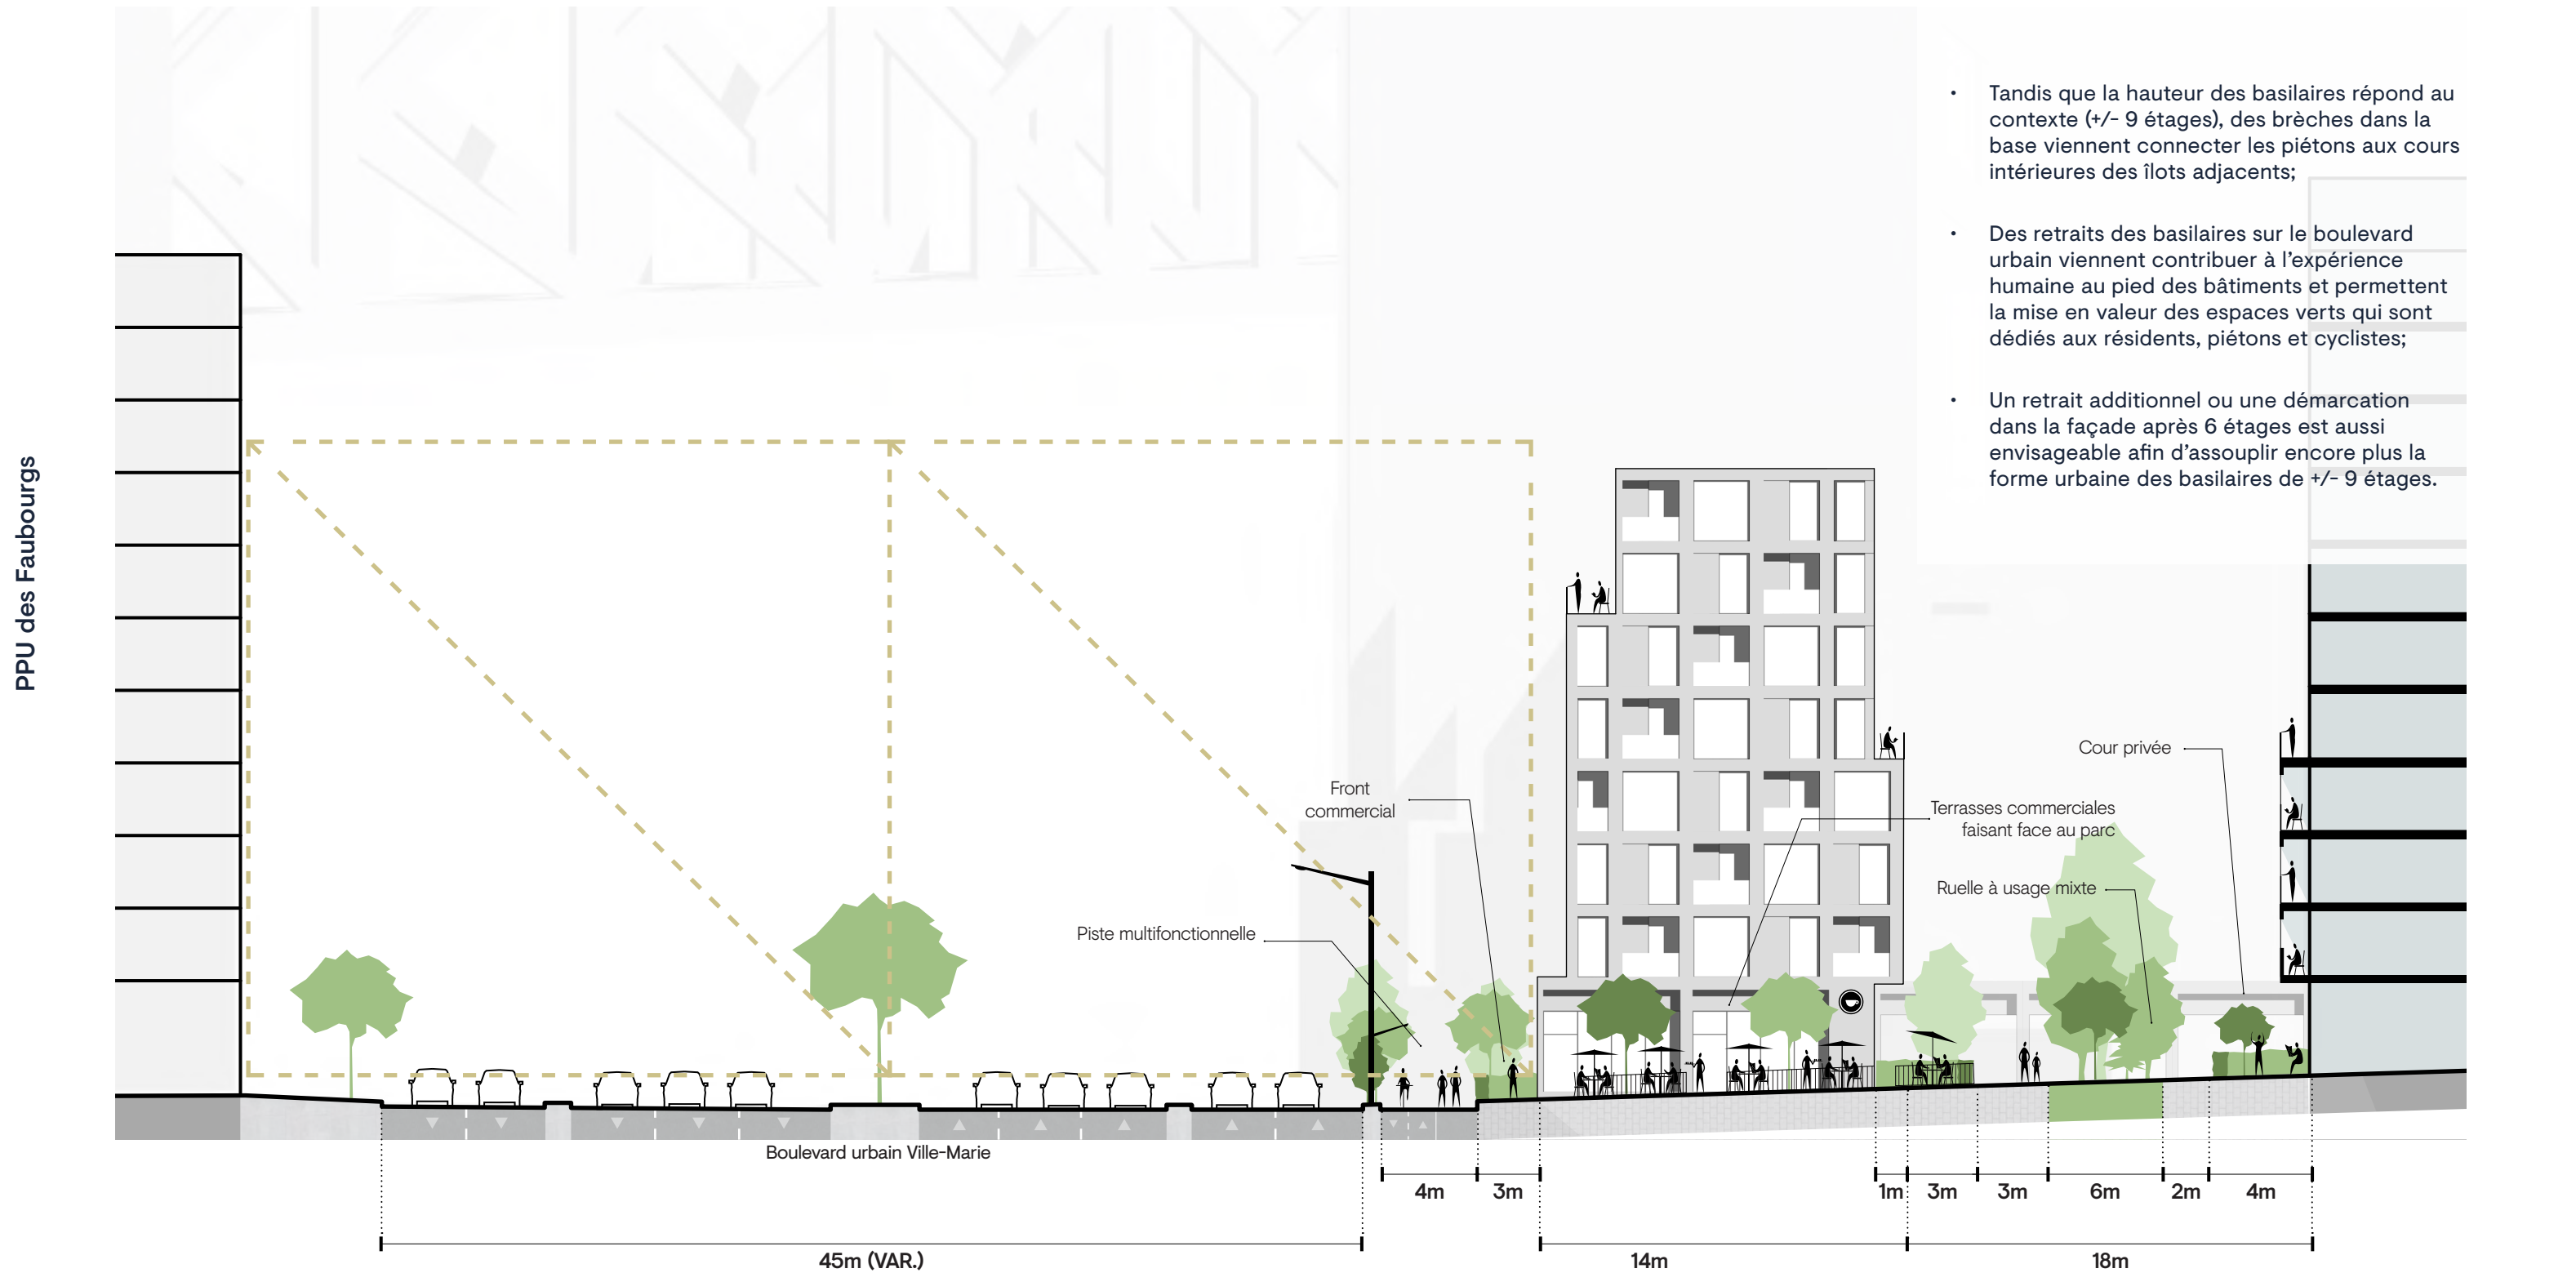 PPU des Faubourgs
• Tandis que la hauteur des basilaires répond au
contexte (+/- 9 étages), des brèches dans la
base viennent connecter les piétons aux cours
intérieures des îlots adjacents;
• Des retraits des basilaires sur le boulevard
urbain viennent contribuer à l’expérience
humaine au pied des bâtiments et permettent
la mise en valeur des espaces verts qui sont
dédiés aux résidents, piétons et cyclistes;
• Un retrait additionnel ou une démarcation
dans la façade après 6 étages est aussi
envisageable afin d’assouplir encore plus la
forme urbaine des basilaires de +/- 9 étages.
Cour privée
Front
commercial
Terrasses commerciales
faisant face au parc
Ruelle à usage mixte
Piste multifonctionnelle
Boulevard urbain Ville-Marie
4m 3m 1m 3m 3m 6m 2m 4m
45m (VAR.) 14m 18m